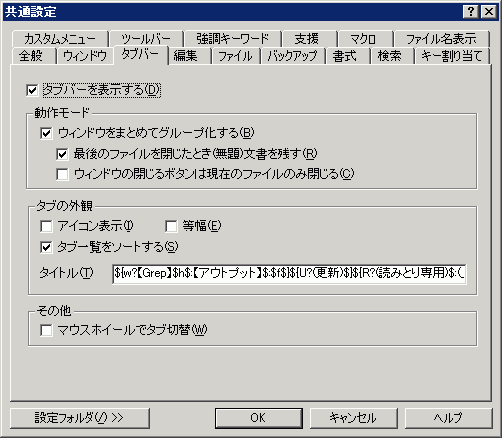 共通設定
カスタムメニュー ツールバー 強調キーワード 支援 マクロ ファイル名表示
全般 ウィンドウ タブバー 編集 ファイル バックアップ 書式 検索 キー割り当て
タブバーを表示する(D)
動作モード
ウィンドウをまとめてグループ化する(B)
最後のファイルを閉じたとき(無題)文書を残す(R)
ウィンドウの閉じるボタンは現在のファイルのみ閉じる(C)
タブの外観
アイコン表示(I) 等幅(E)
タブ一覧をソートする(S)
タイトル(T) ${w?【Grep】$h$:【アウトプット】$:$f$}${U?(更新)$}${R?(読みとり専用)$:(
その他
マウスホイールでタブ切替(W)
設定フォルダ(/) >> OK キャンセル ヘルプ